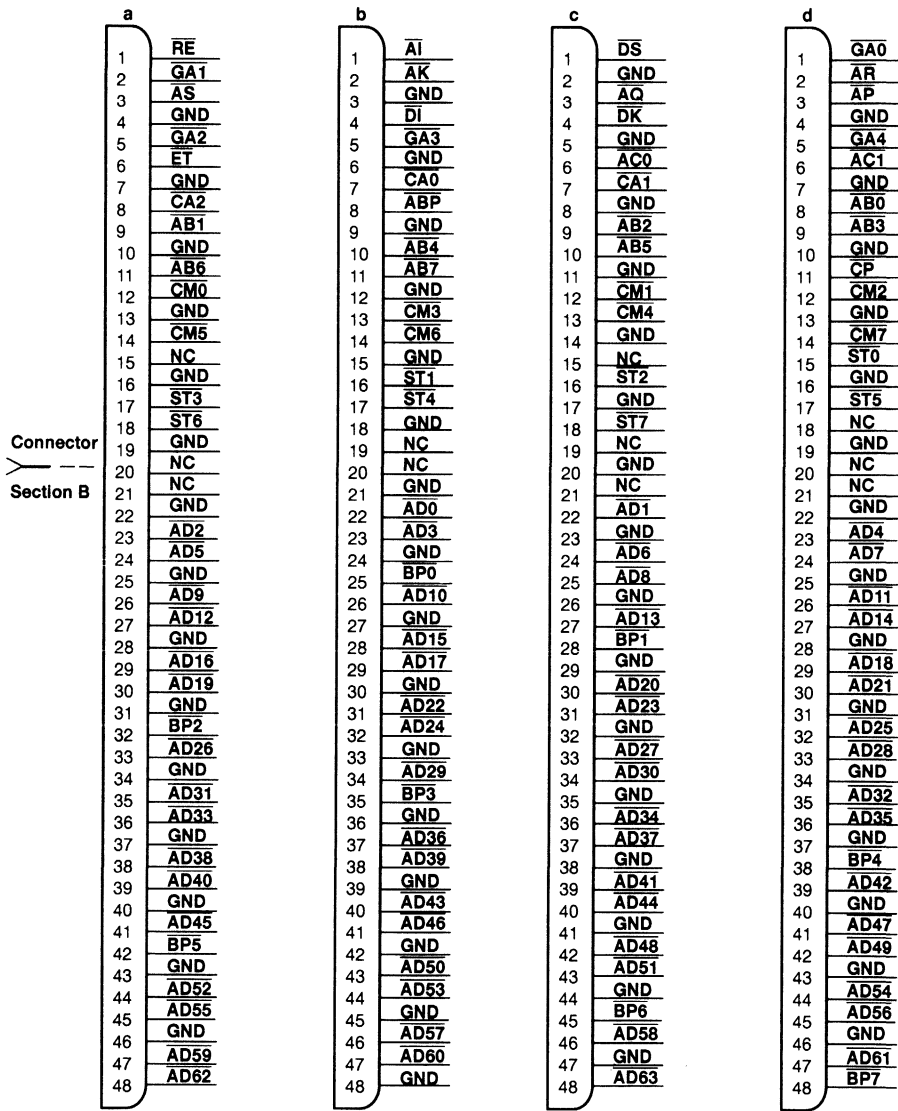 Connector
Section B
a
1 RE
2 GA1
3 AS
4 GND
5 GA2
6 ET
7 GND
8 CA2
9 AB1
10 GND
11 AB6
12 CM0
13 GND
14 CM5
15 NC
16 GND
17 ST3
18 ST6
19 GND
20 NC
21 NC
22 GND
23 AD2
24 AD5
25 GND
26 AD9
27 AD12
28 GND
29 AD16
30 AD19
31 GND
32 BP2
33 AD26
34 GND
35 AD31
36 AD33
37 GND
38 AD38
39 AD40
40 GND
41 AD45
42 BP5
43 GND
44 AD52
45 AD55
46 GND
47 AD59
48 AD62
b
1 AI
2 AK
3 GND
4 DI
5 GA3
6 GND
7 CA0
8 ABP
9 GND
10 AB4
11 AB7
12 GND
13 CM3
14 CM6
15 GND
16 ST1
17 ST4
18 GND
19 NC
20 NC
21 GND
22 AD0
23 AD3
24 GND
25 BP0
26 AD10
27 GND
28 AD15
29 AD17
30 GND
31 AD22
32 AD24
33 GND
34 AD29
35 BP3
36 GND
37 AD36
38 AD39
39 GND
40 AD43
41 AD46
42 GND
43 AD50
44 AD53
45 GND
46 AD57
47 AD60
48 GND
c
1 DS
2 GND
3 AQ
4 DK
5 GND
6 AC0
7 CA1
8 GND
9 AB2
10 AB5
11 GND
12 CM1
13 CM4
14 GND
15 NC
16 ST2
17 GND
18 ST7
19 NC
20 GND
21 NC
22 AD1
23 GND
24 AD6
25 AD8
26 GND
27 AD13
28 BP1
29 GND
30 AD20
31 AD23
32 GND
33 AD27
34 AD30
35 GND
36 AD34
37 AD37
38 GND
39 AD41
40 AD44
41 GND
42 AD48
43 AD51
44 GND
45 BP6
46 AD58
47 GND
48 AD63
d
1 GA0
2 AR
3 AP
4 GND
5 GA4
6 AC1
7 GND
8 AB0
9 AB3
10 GND
11 CP
12 CM2
13 GND
14 CM7
15 ST0
16 GND
17 ST5
18 NC
19 GND
20 NC
21 NC
22 GND
23 AD4
24 AD7
25 GND
26 AD11
27 AD14
28 GND
29 AD18
30 AD21
31 GND
32 AD25
33 AD28
34 GND
35 AD32
36 AD35
37 GND
38 BP4
39 AD42
40 GND
41 AD47
42 AD49
43 GND
44 AD54
45 AD56
46 GND
47 AD61
48 BP7